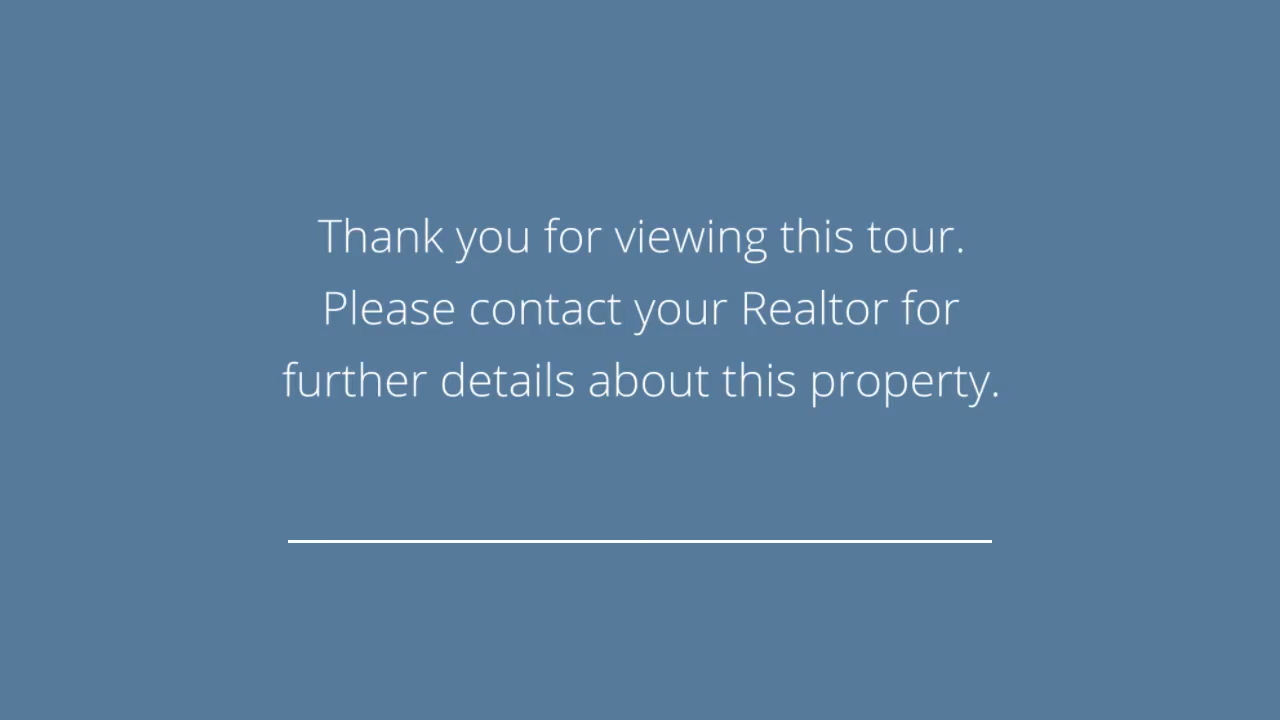 Thank you for viewing this tour.
Please contact your Realtor for
further details about this property.